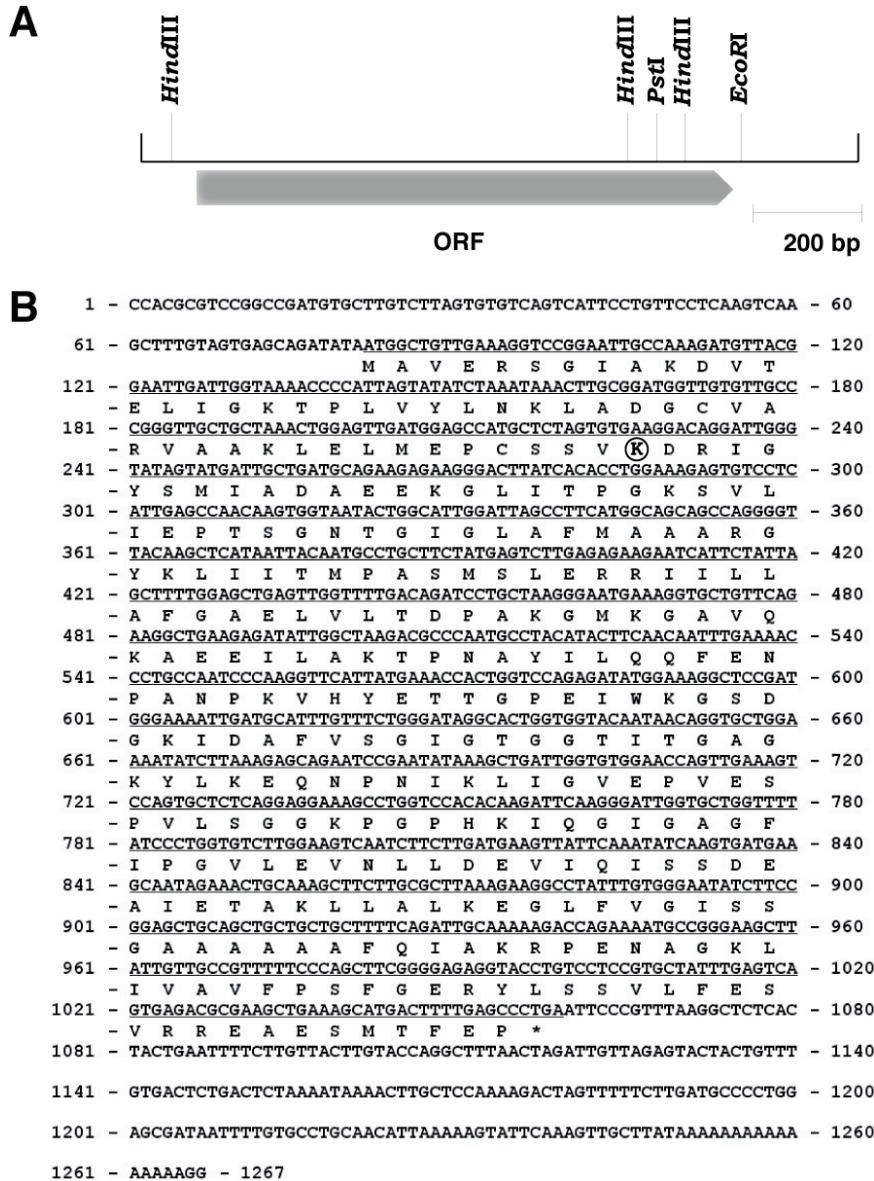 A
HindIII HindIII PstI HindIII EcoRI
ORF 200 bp
B
1 - CCACGCGTCCGGCCGATGTGCTTGTCTTAGTGTGTCAGTCATTCCTGTTCCTCAAGTCAA - 60
61 - GCTTTGTAGTGAGCAGATATAATGGCTGTTGAAAGGTCCGGAATTGCCAAAGATGTTACG - 120
- M A V E R S G I A K D V T
121 - GAATTGATTGGTAAAACCCCATTAGTATATCTAAATAAACTTGCGGATGGTTGTGTTGCC - 180
- E L I G K T P L V Y L N K L A D G C V A
181 - CGGGTTGCTGCTAAACTGGAGTTGATGGAGCCATGCTCTAGTGTGAAGGACAGGATTGGG - 240
- R V A A K L E L M E P C S S V K D R I G
241 - TATAGTATGATTGCTGATGCAGAAGAGAAGGGACTTATCACACCTGGAAAGAGTGTCCTC - 300
- Y S M I A D A E E K G L I T P G K S V L
301 - ATTGAGCCAACAAGTGGTAATACTGGCATTGGATTAGCCTTCATGGCAGCAGCCAGGGGT - 360
- I E P T S G N T G I G L A F M A A A R G
361 - TACAAGCTCATAATTACAATGCCTGCTTCTATGAGTCTTGAGAGAAGAATCATTCTATTA - 420
- Y K L I I T M P A S M S L E R R I I L L
421 - GCTTTTGGAGCTGAGTTGGTTTTGACAGATCCTGCTAAGGGAATGAAAGGTGCTGTTCAG - 480
- A F G A E L V L T D P A K G M K G A V Q
481 - AAGGCTGAAGAGATATTGGCTAAGACGCCCAATGCCTACATACTTCAACAATTTGAAAAC - 540
- K A E E I L A K T P N A Y I L Q Q F E N
541 - CCTGCCAATCCCAAGGTTCATTATGAAACCACTGGTCCAGAGATATGGAAAGGCTCCGAT - 600
- P A N P K V H Y E T T G P E I W K G S D
601 - GGGAAAATTGATGCATTTGTTTCTGGGATAGGCACTGGTGGTACAATAACAGGTGCTGGA - 660
- G K I D A F V S G I G T G G T I T G A G
661 - AAATATCTTAAAGAGCAGAATCCGAATATAAAGCTGATTGGTGTGGAACCAGTTGAAAGT - 720
- K Y L K E Q N P N I K L I G V E P V E S
721 - CCAGTGCTCTCAGGAGGAAAGCCTGGTCCACACAAGATTCAAGGGATTGGTGCTGGTTTT - 780
- P V L S G G K P G P H K I Q G I G A G F
781 - ATCCCTGGTGTCTTGGAAGTCAATCTTCTTGATGAAGTTATTCAAATATCAAGTGATGAA - 840
- I P G V L E V N L L D E V I Q I S S D E
841 - GCAATAGAAACTGCAAAGCTTCTTGCGCTTAAAGAAGGCCTATTTGTGGGAATATCTTCC - 900
- A I E T A K L L A L K E G L F V G I S S
901 - GGAGCTGCAGCTGCTGCTGCTTTTCAGATTGCAAAAAGACCAGAAAATGCCGGGAAGCTT - 960
- G A A A A A A F Q I A K R P E N A G K L
961 - ATTGTTGCCGTTTTTCCCAGCTTCGGGGAGAGGTACCTGTCCTCCGTGCTATTTGAGTCA - 1020
- I V A V F P S F G E R Y L S S V L F E S
1021 - GTGAGACGCGAAGCTGAAAGCATGACTTTTGAGCCCTGAATTCCCGTTTAAGGCTCTCAC - 1080
- V R R E A E S M T F E P *
1081 - TACTGAATTTTCTTGTTACTTGTACCAGGCTTTAACTAGATTGTTAGAGTACTACTGTTT - 1140
1141 - GTGACTCTGACTCTAAAATAAAACTTGCTCCAAAAGACTAGTTTTTCTTGATGCCCCTGG - 1200
1201 - AGCGATAATTTTGTGCCTGCAACATTAAAAAGTATTCAAAGTTGCTTATAAAAAAAAAAA - 1260
1261 - AAAAAGG - 1267